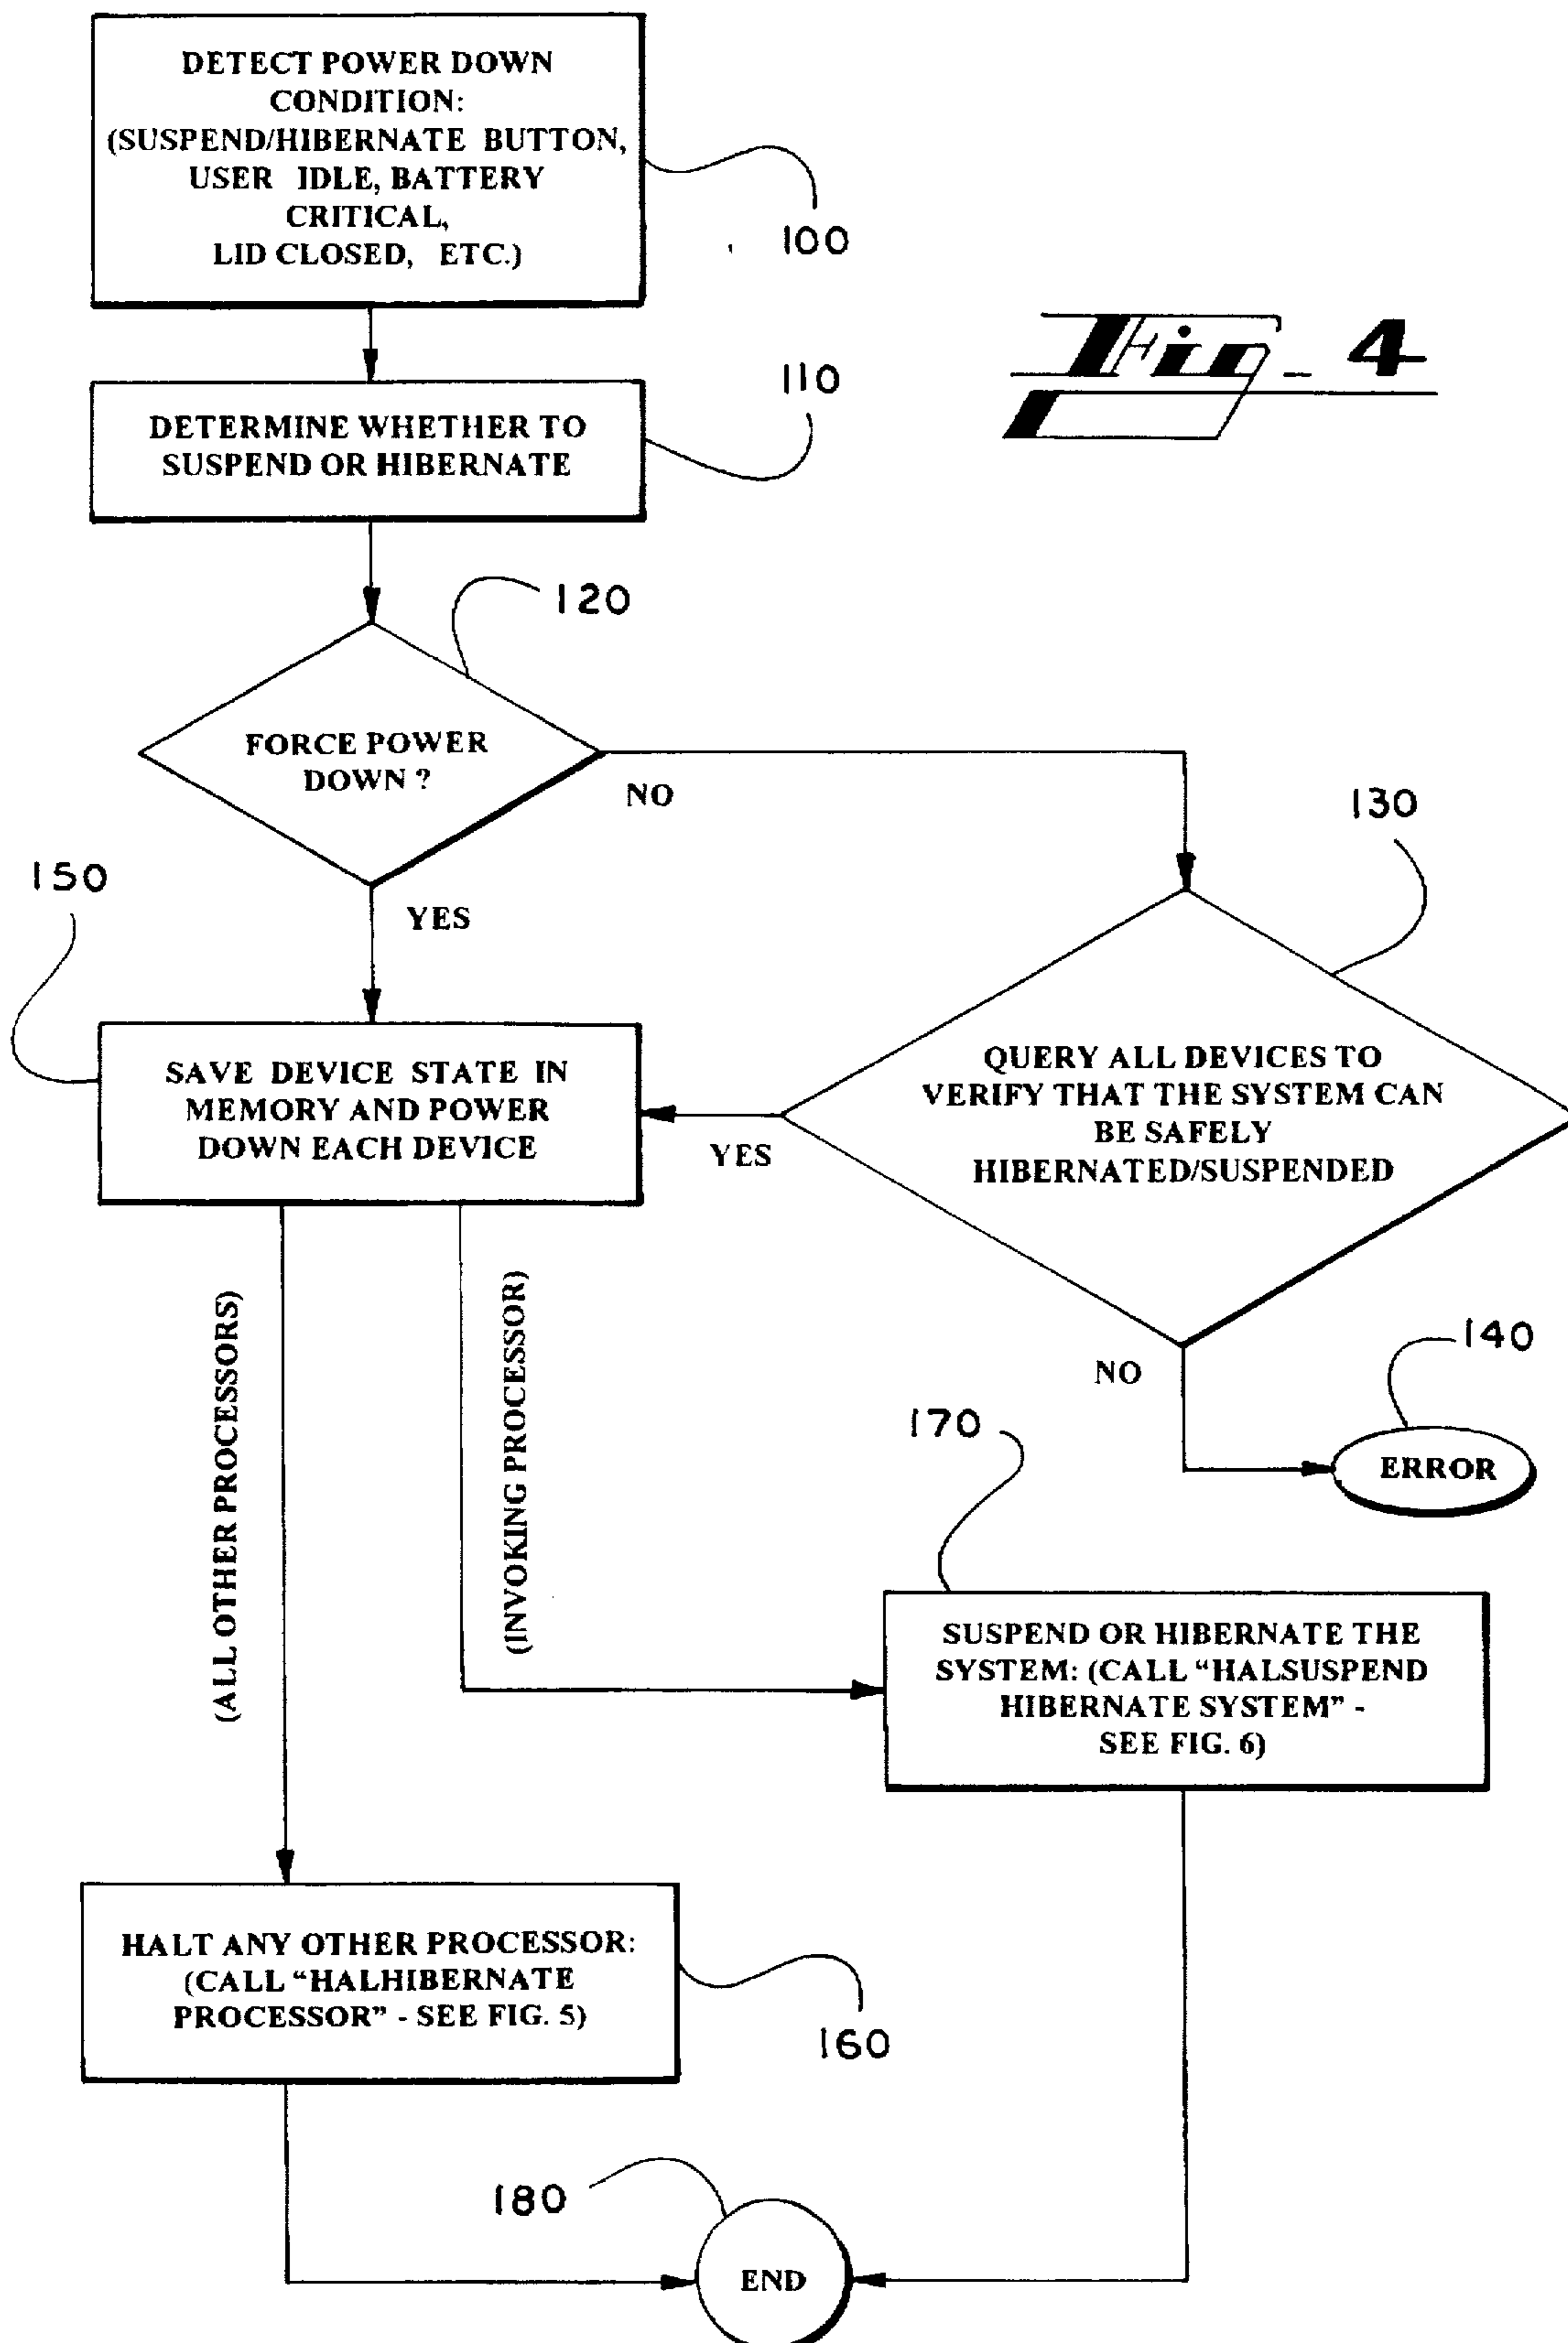 DETECT POWER DOWN
CONDITION:
(SUSPEND/HIBERNATE BUTTON,
USER IDLE, BATTERY
CRITICAL,
LID CLOSED, ETC.)
100
Fig_ 4
110
DETERMINE WHETHER TO
SUSPEND OR HIBERNATE
120
FORCE POWER
DOWN ?
NO
130
150
YES
SAVE DEVICE STATE IN
MEMORY AND POWER
DOWN EACH DEVICE
QUERY ALL DEVICES TO
VERIFY THAT THE SYSTEM CAN
BE SAFELY
HIBERNATED/SUSPENDED
YES
NO
140
ERROR
(ALL OTHER PROCESSORS)
(INVOKING PROCESSOR)
170
SUSPEND OR HIBERNATE THE
SYSTEM: (CALL “HALSUSPEND
HIBERNATE SYSTEM” -
SEE FIG. 6)
HALT ANY OTHER PROCESSOR:
(CALL “HALHIBERNATE
PROCESSOR” - SEE FIG. 5)
160
180
END